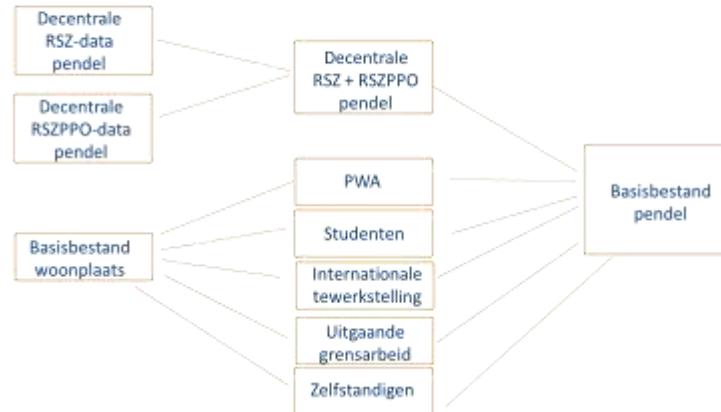 Decentrale
RSZ-data
pendel
Decentrale
RSZPPO-data
pendel
Basisbestand
woonplaats
Decentrale
RSZ + RSZPPO
pendel
PWA
Studenten
Internationale
tewerkstelling
Uitgaande
grensarbeid
Zelfstandigen
Basisbestand
pendel